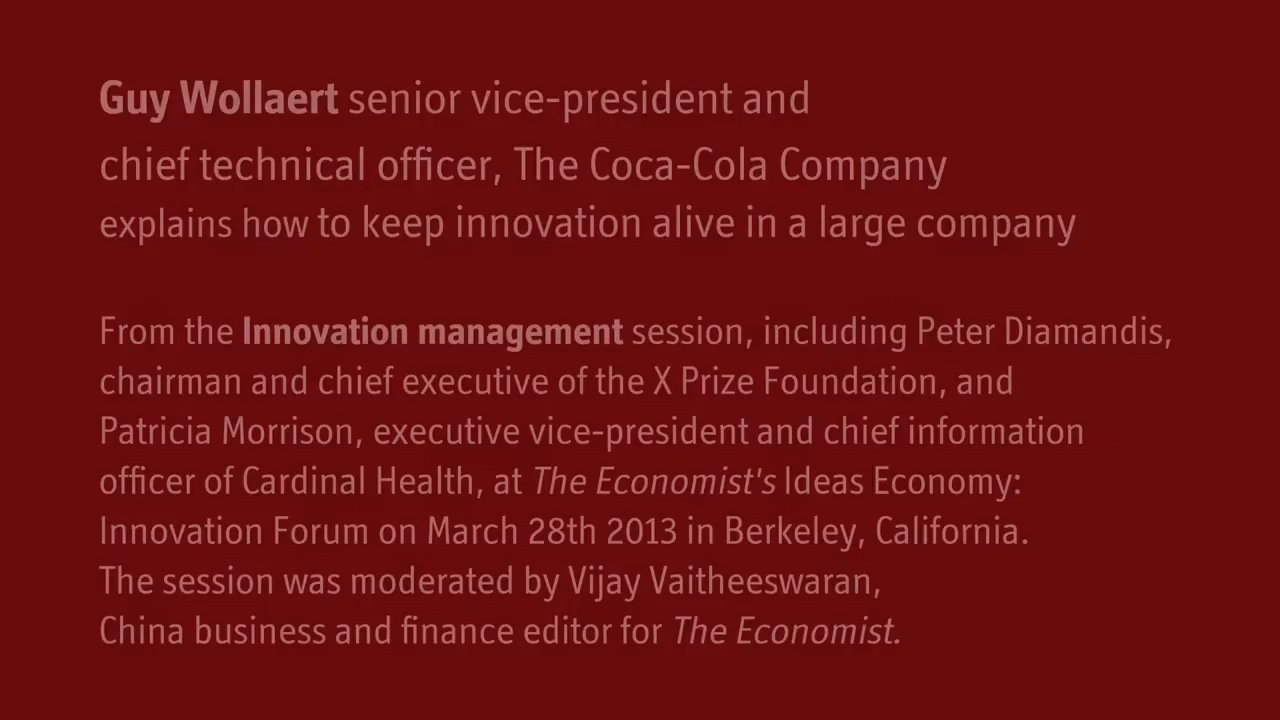 Guy Wollaert senior vice-president and
chief technical officer, The Coca-Cola Company
explains how to keep innovation alive in a large company
From the Innovation management session, including Peter Diamandis,
chairman and chief executive of the X Prize Foundation, and
Patricia Morrison, executive vice-president and chief information
officer of Cardinal Health, at The Economist's Ideas Economy:
Innovation Forum on March 28th 2013 in Berkeley, California.
The session was moderated by Vijay Vaitheeswaran,
China business and finance editor for The Economist.